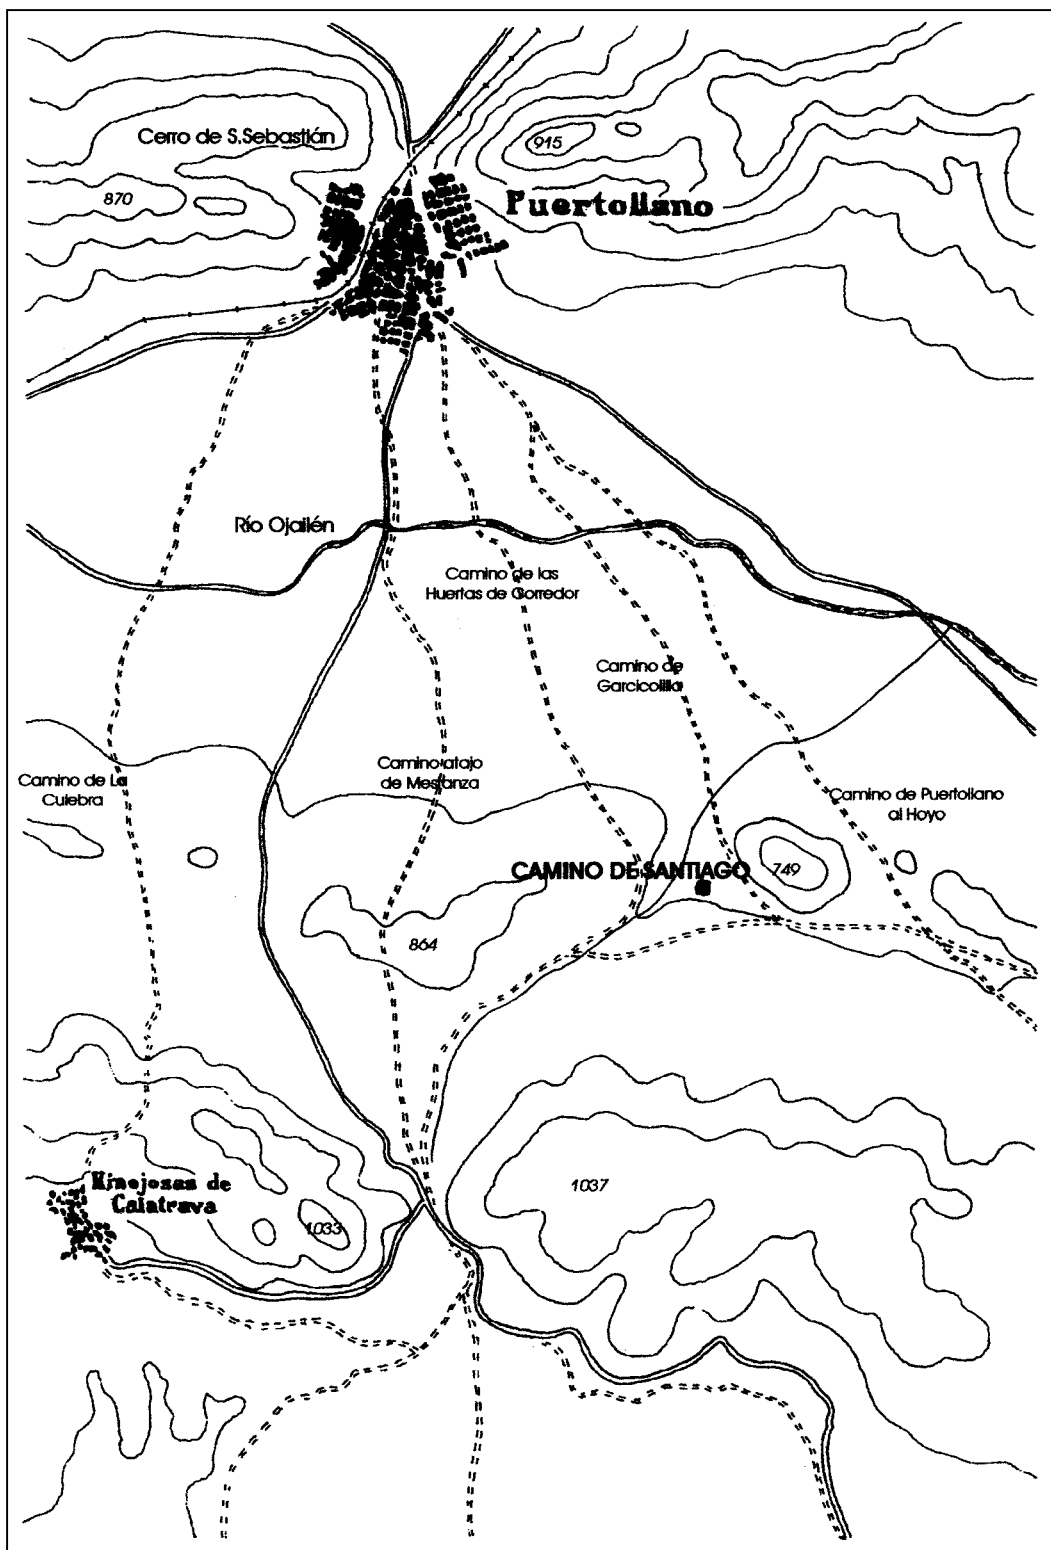 Cerro de S.Sebastián
915
870
Puertollano
Río Ojailén
Camino de las
Huertas de Gorredor
Camino de
Garcicolilla
Camino de La
Culebra
Camino atajo
de Mestanza
Camino de Puertollano
al Hoyo
CAMINO DE SANTIAGO
749
864
Hinojosas de
Calatrava
1033
1037